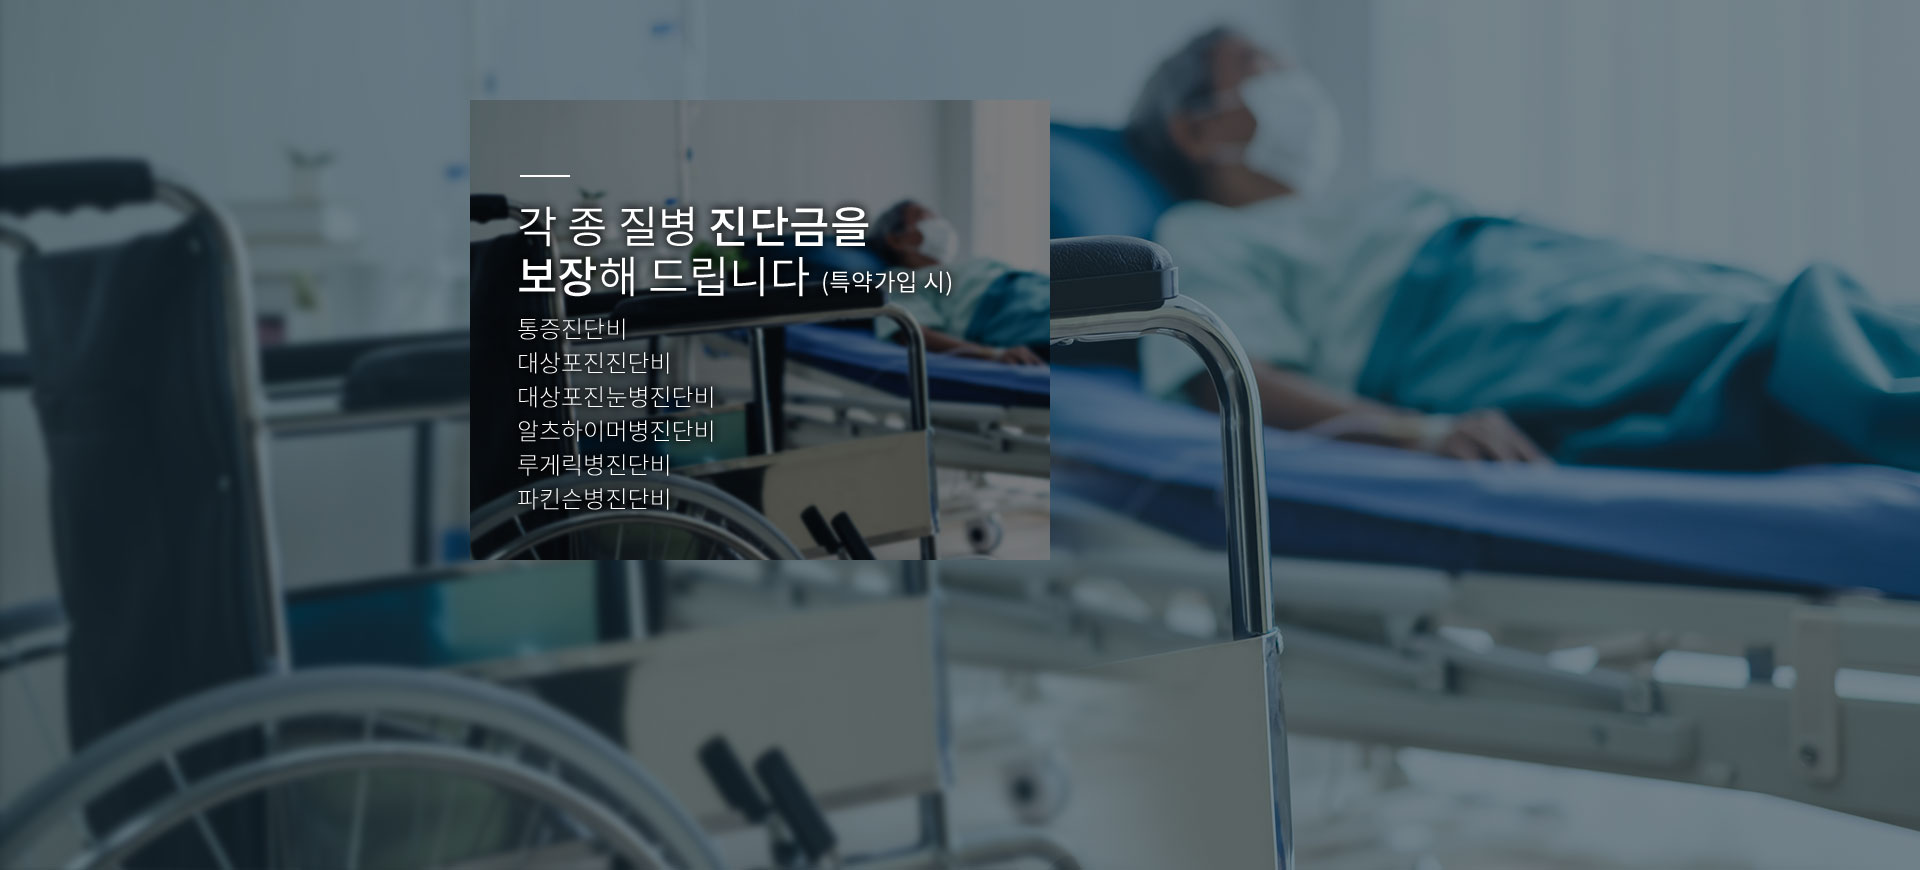 각 종 질병 진단금을
보장해 드립니다 (특약가입 시)
통증진단비
대상포진진단비
대상포진눈병진단비
알츠하이머병진단비
루게릭병진단비
파킨슨병진단비